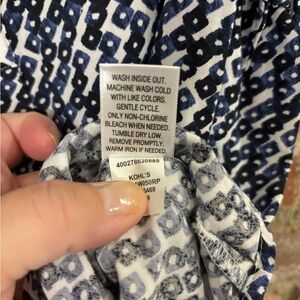 WASH INSIDE OUT.
MACHINE WASH COLD
WITH LIKE COLORS.
GENTLE CYCLE.
ONLY NON-CHLORINE
BLEACH WHEN NEEDED.
TUMBLE DRY LOW.
REMOVE PROMPTLY.
WARM IRON IF NEEDED.
400278620885
KOHL'S